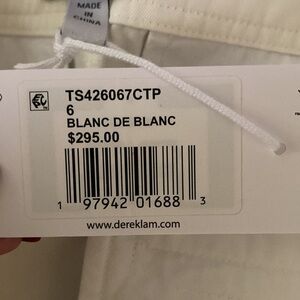 MADE
IN
CHINA
TS426067CTP
6
BLANC DE BLANC
$295.00
1 97942 01688 3
www.dereklam.com